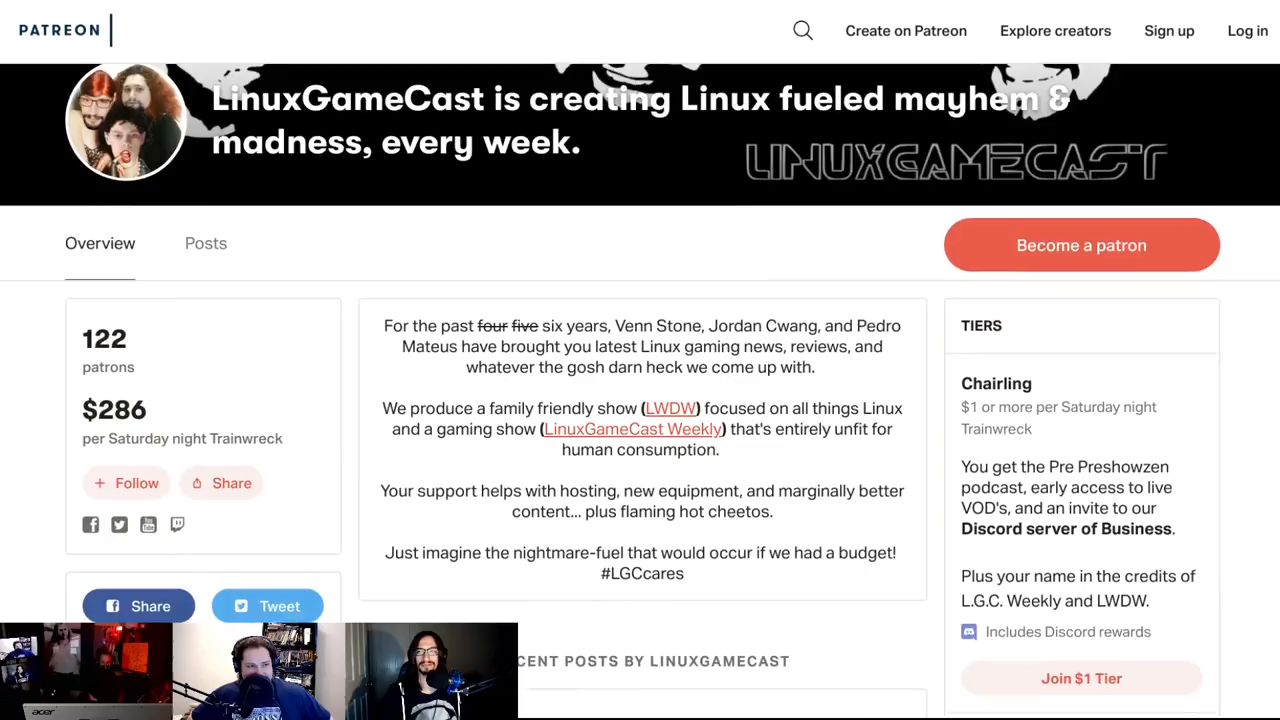 PATREON
Create on Patreon
Explore creators
Sign up
Log in
LinuxGameCast is creating Linux fueled mayhem &
madness, every week.
LINUXGAMECAST
Overview
Posts
Become a patron
122
patrons
$286
per Saturday night Trainwreck
+ Follow
Share
Share
Tweet
For the past four five six years, Venn Stone, Jordan Cwang, and Pedro
Mateus have brought you latest Linux gaming news, reviews, and
whatever the gosh darn heck we come up with.
We produce a family friendly show (LWDW) focused on all things Linux
and a gaming show (LinuxGameCast Weekly) that's entirely unfit for
human consumption.
Your support helps with hosting, new equipment, and marginally better
content... plus flaming hot cheetos.
Just imagine the nightmare-fuel that would occur if we had a budget!
#LGCcares
CENT POSTS BY LINUXGAMECAST
TIERS
Chairling
$1 or more per Saturday night
Trainwreck
You get the Pre Preshowzen
podcast, early access to live
VOD's, and an invite to our
Discord server of Business.
Plus your name in the credits of
L.G.C. Weekly and LWDW.
Includes Discord rewards
Join $1 Tier
acer